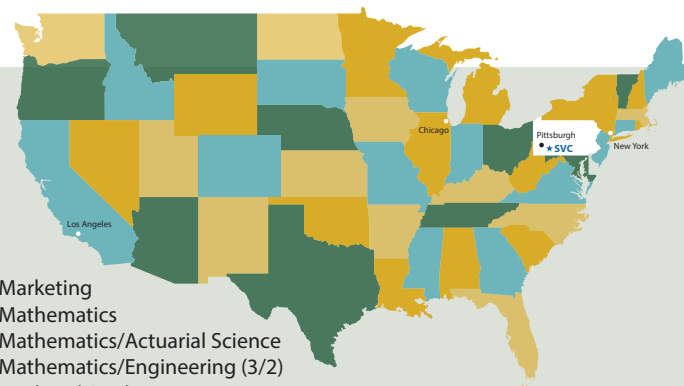 Chicago
Pittsburgh
★SVC
New York
Los Angeles
Marketing
Mathematics
Mathematics/Actuarial Science
Mathematics/Engineering (3/2)